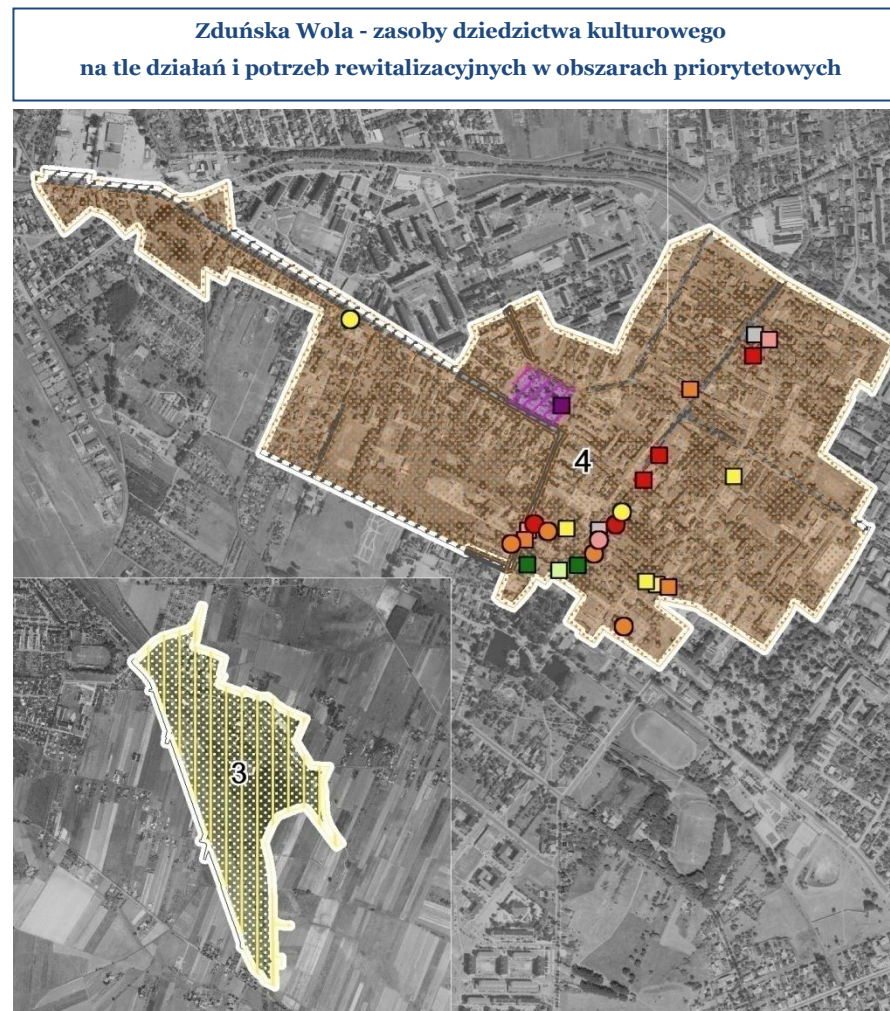 Zduńska Wola - zasoby dziedzictwa kulturowego
na tle działań i potrzeb rewitalizacyjnych w obszarach priorytetowych
4
3